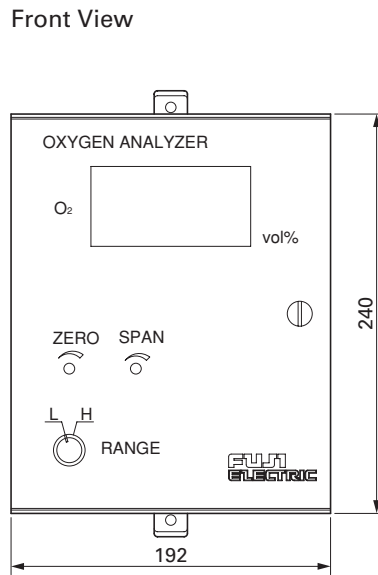 Front View
OXYGEN ANALYZER
O₂
vol%
240
ZERO SPAN
L H
RANGE
FUJI
ELECTRIC
192